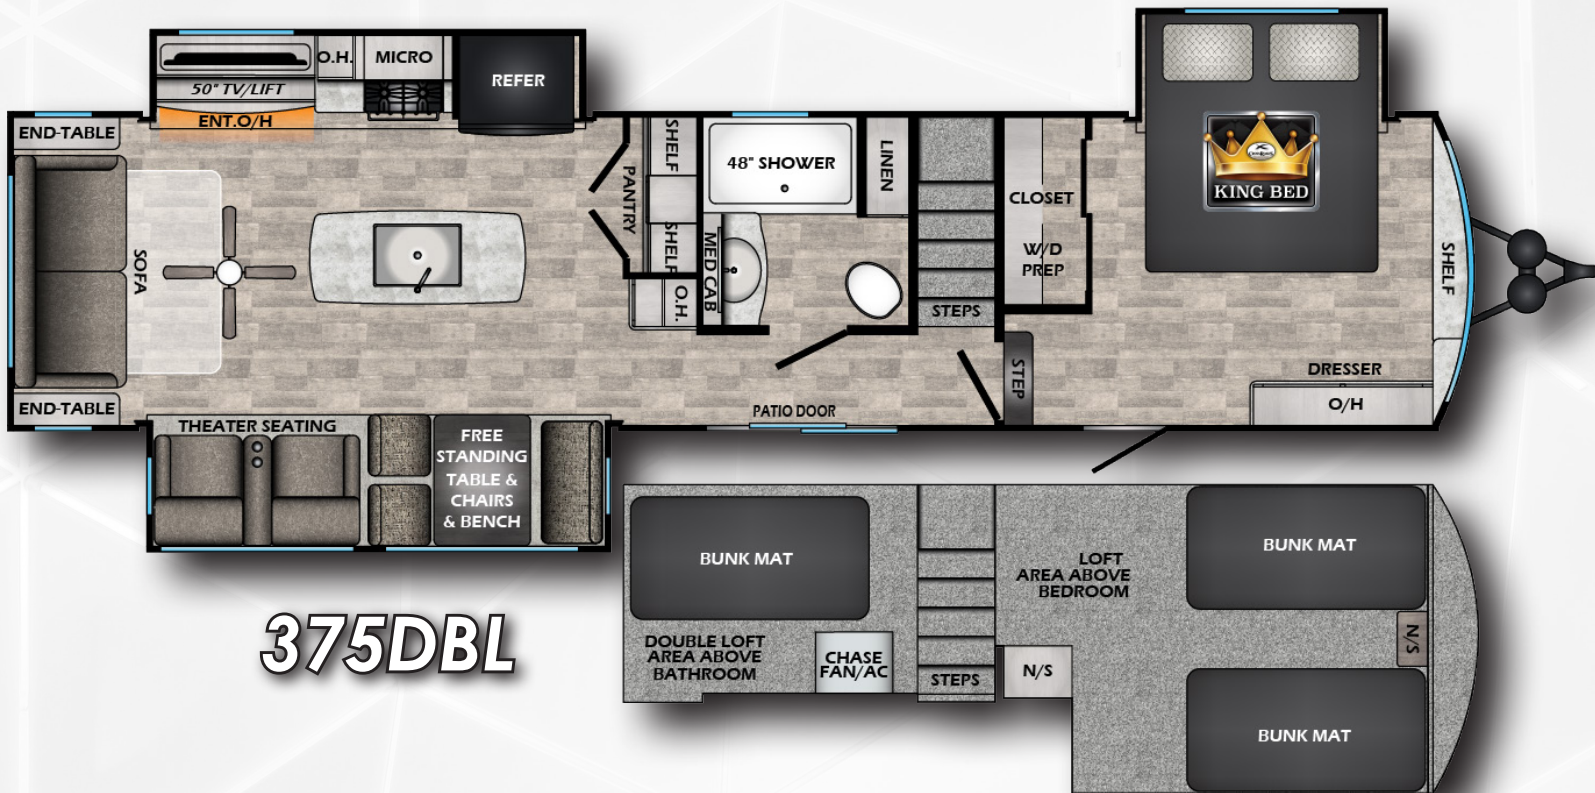 O.H.
MICRO
REFER
50" TV/LIFT
ENT.O/H
END-TABLE
SOFA
END-TABLE
SHELF
PANTRY
SHELF
O.H.
48" SHOWER
LINEN
MED CAB
STEPS
CLOSET
W/D
PREP
STEP
KING BED
SHELF
DRESSER
O/H
PATIO DOOR
THEATER SEATING
FREE
STANDING
TABLE &
CHAIRS
& BENCH
BUNK MAT
DOUBLE LOFT
AREA ABOVE
BATHROOM
CHASE
FAN/AC
STEPS
N/S
LOFT
AREA ABOVE
BEDROOM
BUNK MAT
N/S
BUNK MAT
375DBL